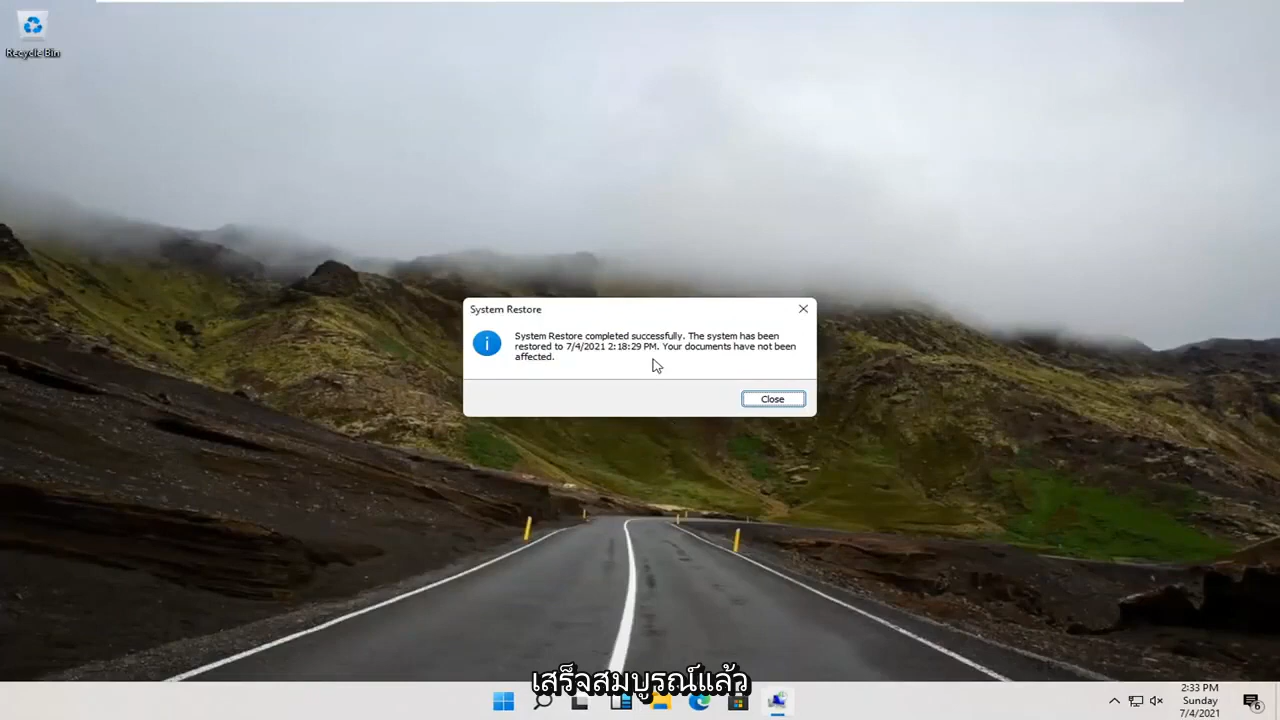 Recycle Bin
System Restore
System Restore completed successfully. The system has been
restored to 7/4/2021 2:18:29 PM. Your documents have not been
affected.
Close
เสร็จสมบูรณ์แล้ว
2:33 PM
Sunday
7/4/2021
6